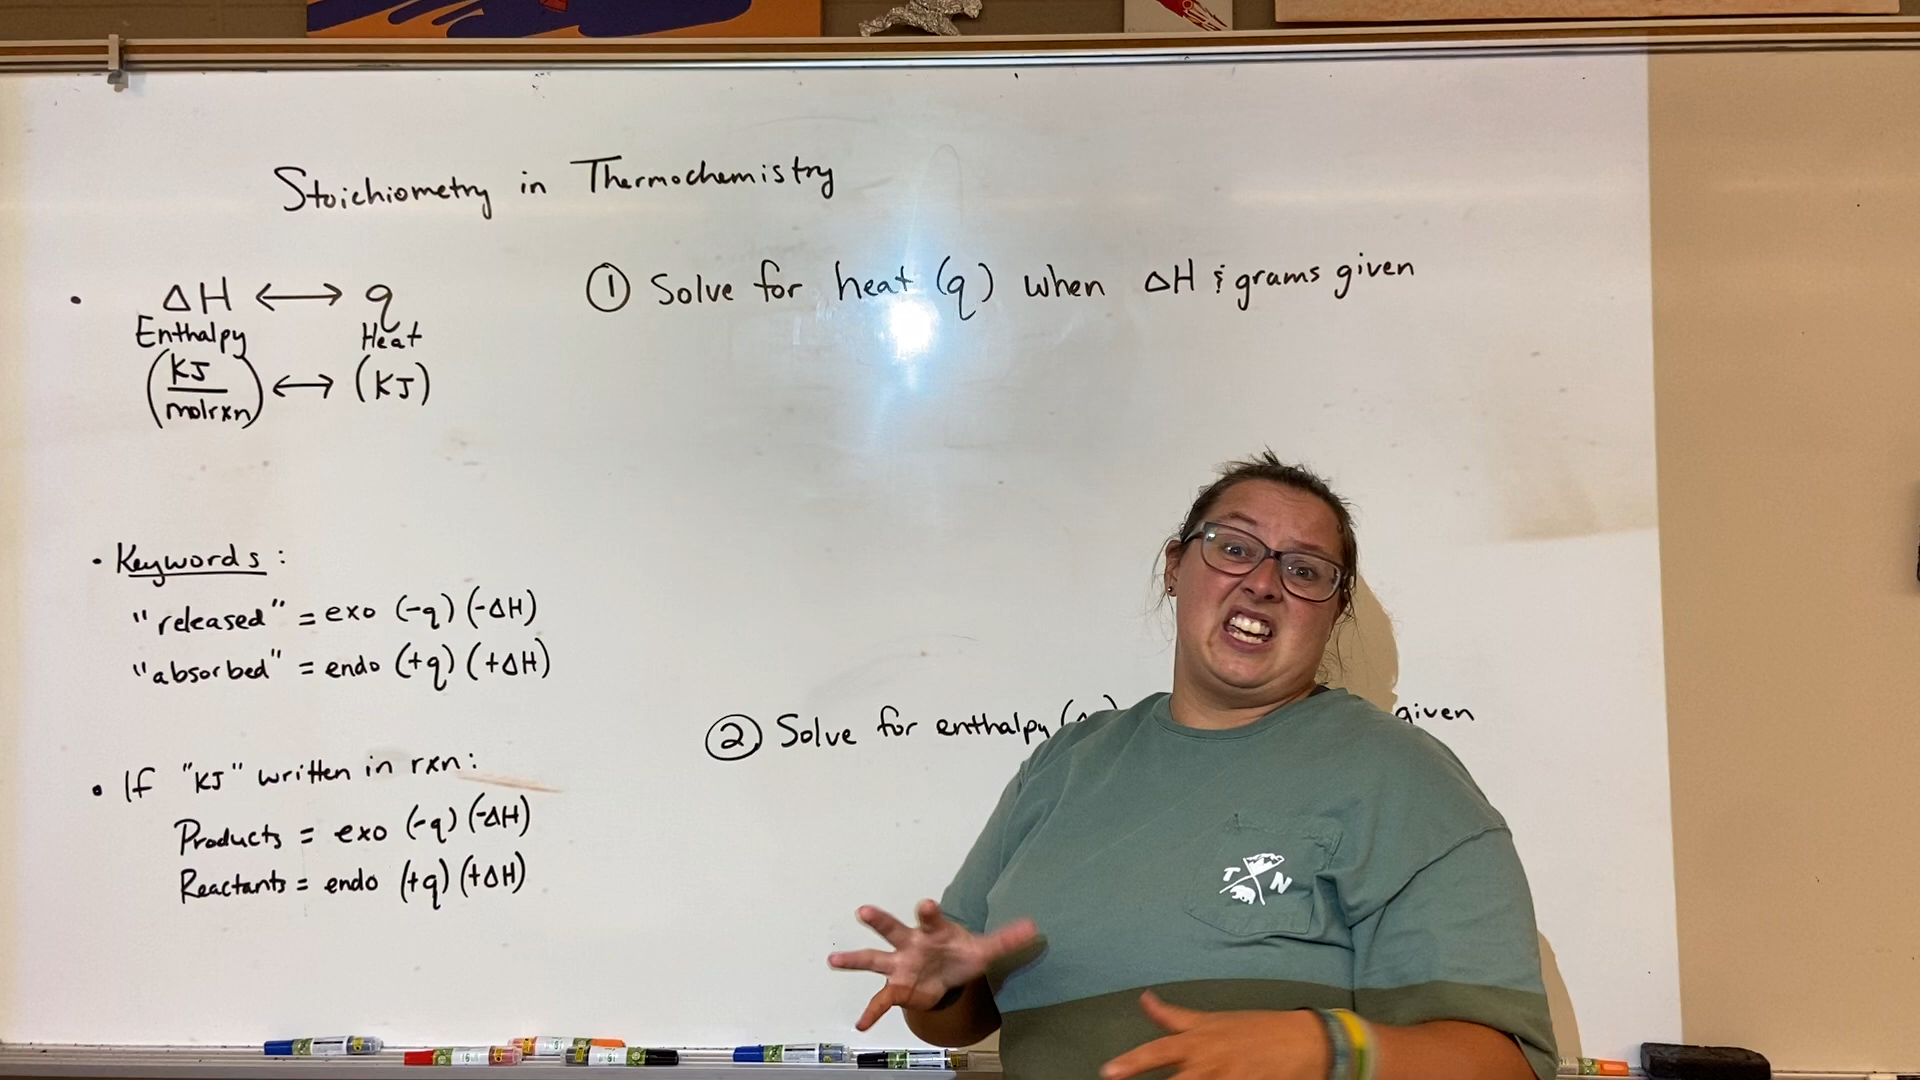 Stoichiometry in Thermochemistry
• ΔH ⟷ q
Enthalpy Heat
(KJ/molrxn) ⟷ (KJ)
• Keywords:
"released" = exo (-q) (-ΔH)
"absorbed" = endo (+q) (+ΔH)
• If "KJ" written in rxn:
Products = exo (-q) (-ΔH)
Reactants = endo (+q) (+ΔH)
① Solve for heat (q) when ΔH & grams given
② Solve for enthalpy ( ) given
T N